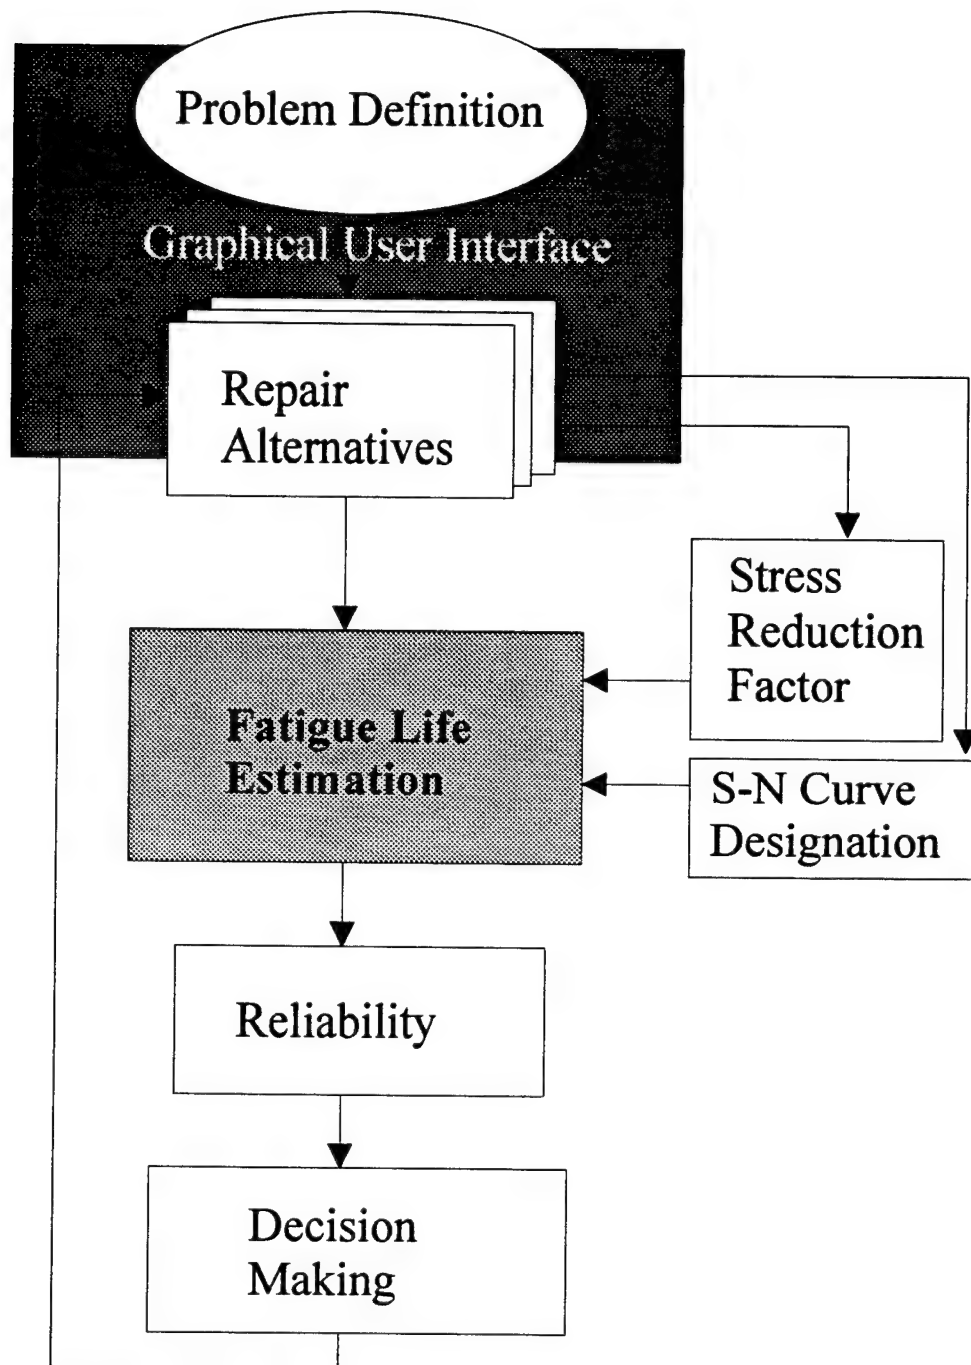 Problem Definition
Graphical User Interface
Repair
Alternatives
Stress
Reduction
Factor
Fatigue Life
Estimation
S-N Curve
Designation
Reliability
Decision
Making